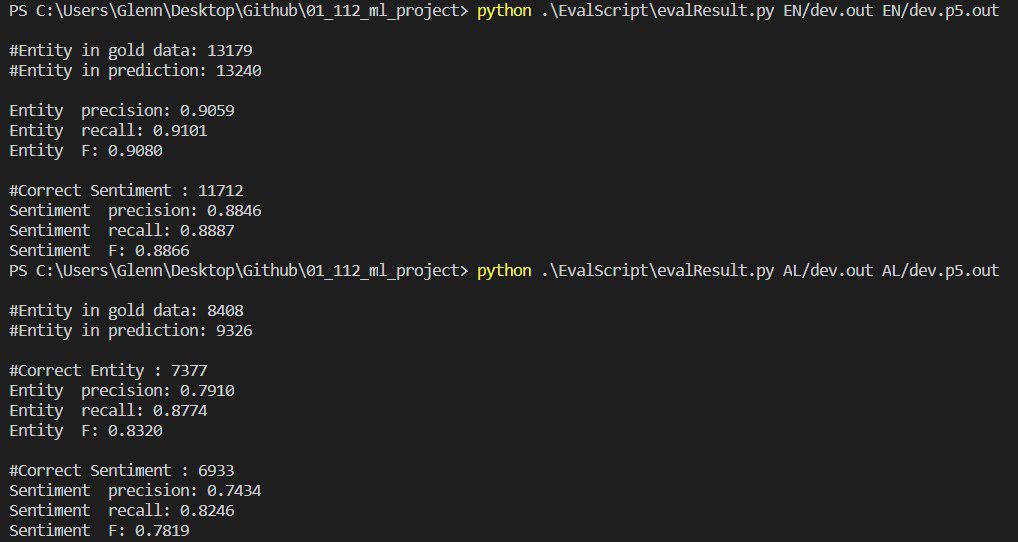 PS C:\Users\Glenn\Desktop\Github\01_112_ml_project> python .\EvalScript\evalResult.py EN/dev.out EN/dev.p5.out
#Entity in gold data: 13179
#Entity in prediction: 13240
Entity  precision: 0.9059
Entity  recall: 0.9101
Entity  F: 0.9080
#Correct Sentiment : 11712
Sentiment  precision: 0.8846
Sentiment  recall: 0.8887
Sentiment  F: 0.8866
PS C:\Users\Glenn\Desktop\Github\01_112_ml_project> python .\EvalScript\evalResult.py AL/dev.out AL/dev.p5.out
#Entity in gold data: 8408
#Entity in prediction: 9326
#Correct Entity : 7377
Entity  precision: 0.7910
Entity  recall: 0.8774
Entity  F: 0.8320
#Correct Sentiment : 6933
Sentiment  precision: 0.7434
Sentiment  recall: 0.8246
Sentiment  F: 0.7819